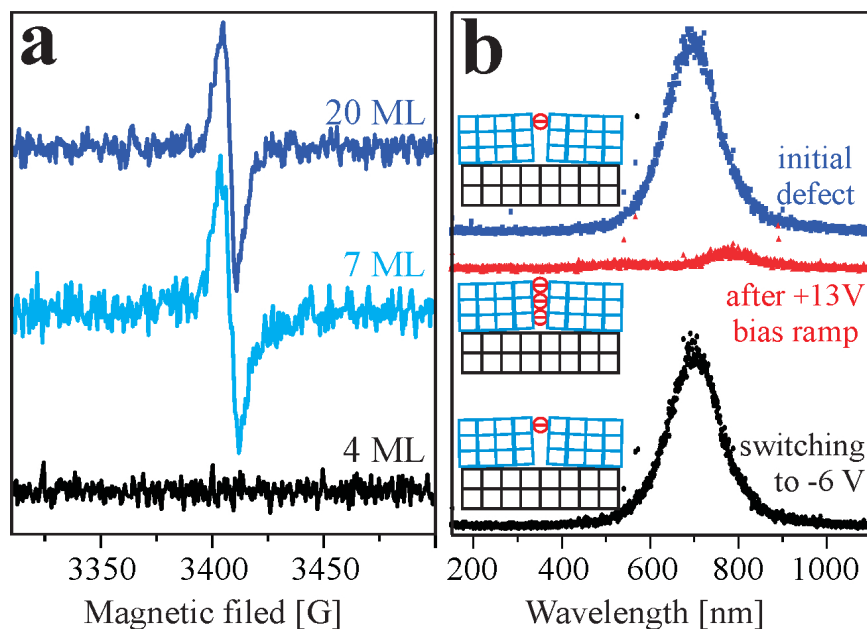 a
20 ML
7 ML
4 ML
3350
3400
3450
Magnetic filed [G]
b
initial
defect
after +13V
bias ramp
switching
to -6 V
200
400
600
800
1000
Wavelength [nm]